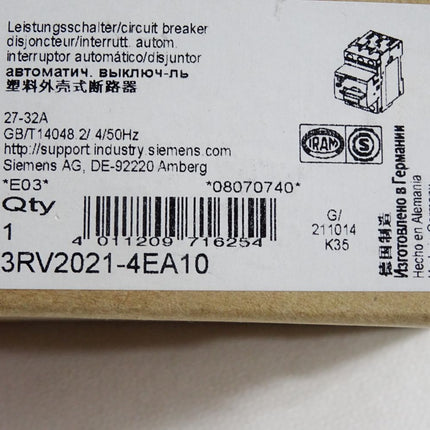 Leistungsschalter/circuit breaker
disjoncteur/interrutt. autom.
interruptor automático/disjuntor
автоматич. выключ-ль
塑料外壳式断路器
27-32A
GB/T14048 2/ 4/50Hz
http://support industry siemens.com
Siemens AG, DE-92220 Amberg
*E03*
*08070740*
Qty
1
4 011209 716254
3RV2021-4EA10
IRAM
S
G/
211014
K35
德国制造
Изготовлено в Германии
Hecho en Alemania